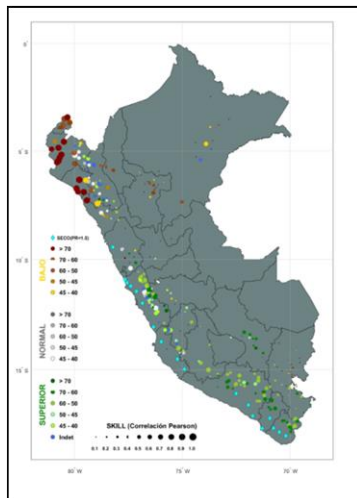 0°
5°S
10°S
15°S
SECO(PR<1.0)
BAJO
> 70
70 - 60
60 - 50
50 - 45
45 - 40
NORMAL
> 70
70 - 60
60 - 50
50 - 45
45 - 40
SUPERIOR
> 70
70 - 60
60 - 50
50 - 45
45 - 40
Indet
SKILL (Correlación Pearson)
0.1 0.2 0.3 0.4 0.5 0.6 0.7 0.8 0.9 1.0
80°W 75°W 70°W